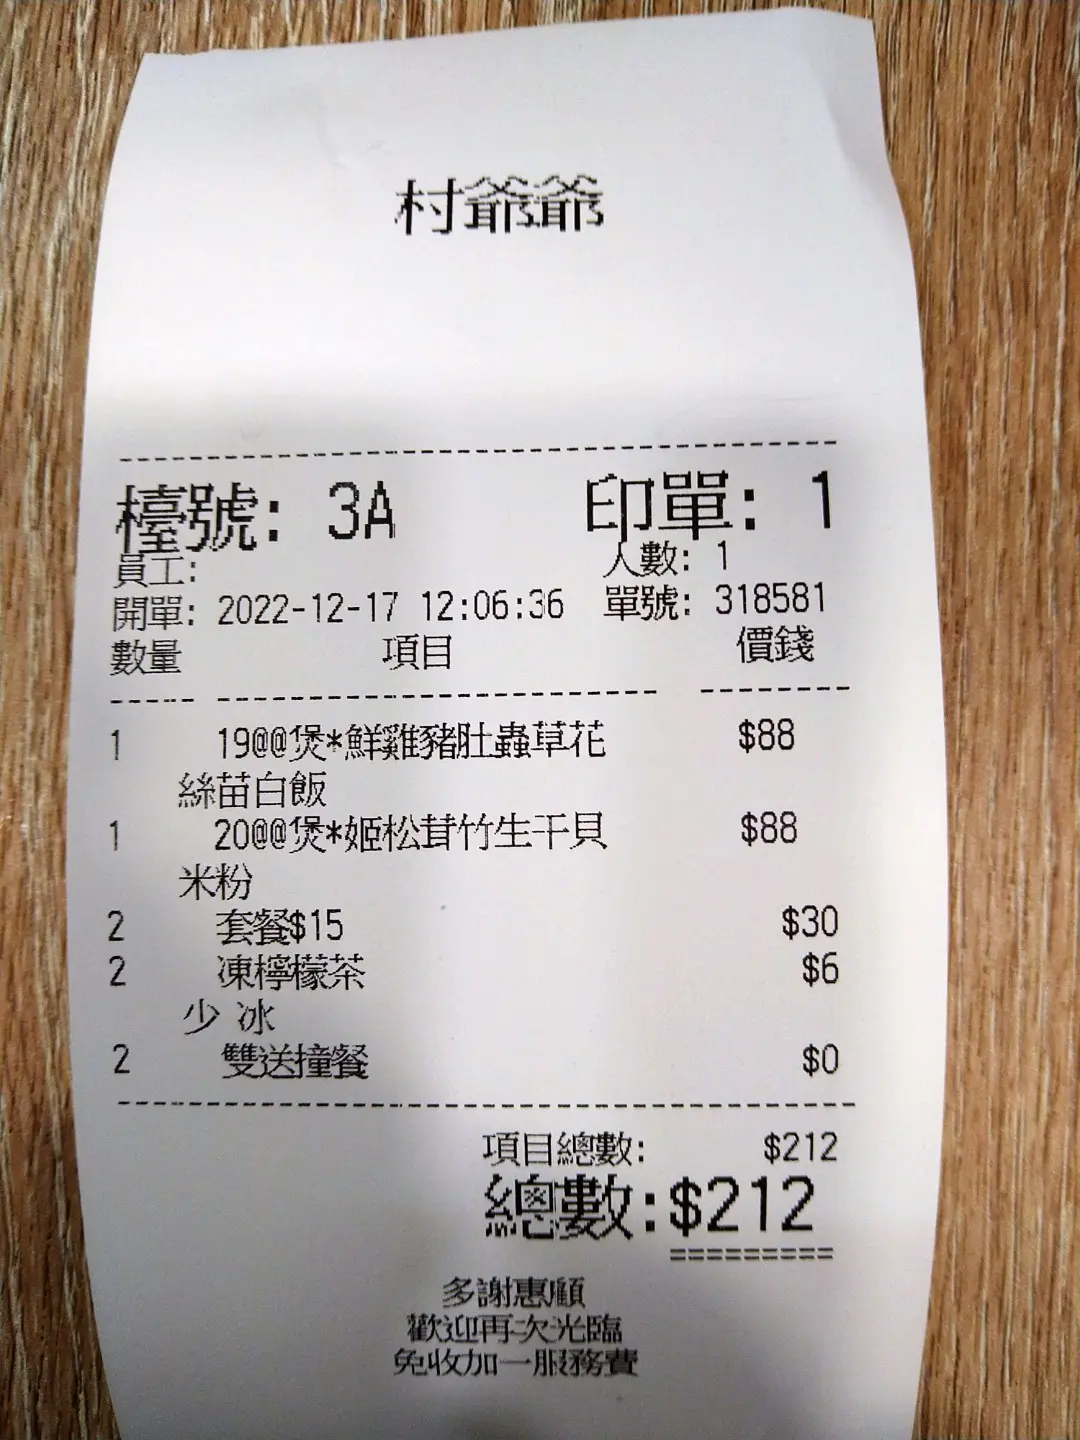 村爺爺
檯號: 3A 印單: 1
員工: 人數: 1
開單: 2022-12-17 12:06:36 單號: 318581
數量 項目 價錢
1 19@@煲*鮮雞豬肚蟲草花 $88
絲苗白飯
1 20@@煲*姬松茸竹生干貝 $88
米粉
2 套餐$15 $30
2 凍檸檬茶 $6
少 冰
2 雙送撞餐 $0
項目總數: $212
總數:$212
多謝惠顧
歡迎再次光臨
免收加一服務費